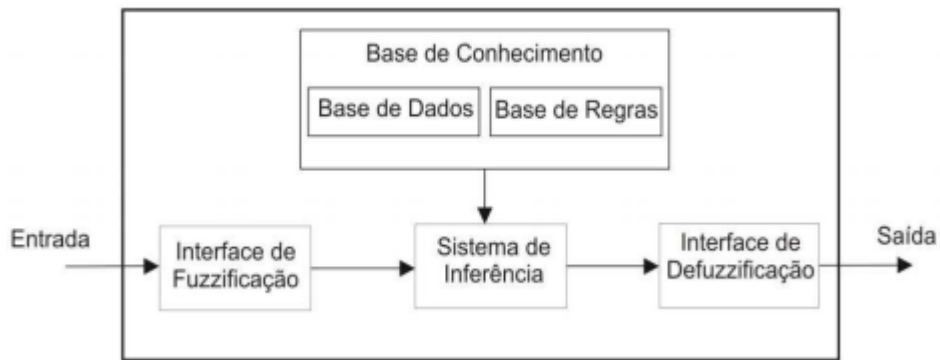 Base de Conhecimento
Base de Dados
Base de Regras
Entrada
Interface de
Fuzzificação
Sistema de
Inferência
Interface de
Defuzzificação
Saída